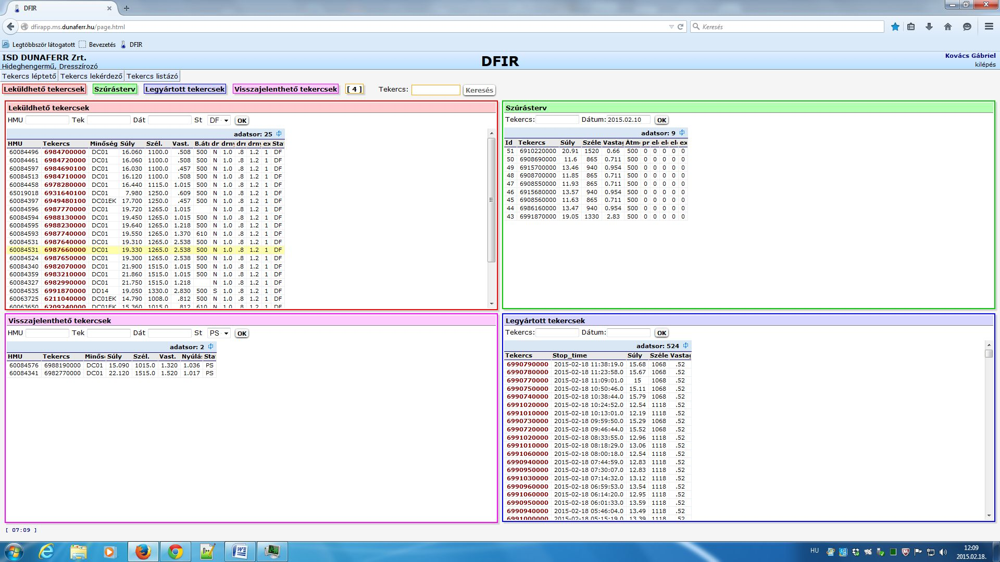 DFIR
dfirapp.ms.dunaferr.hu/page.html
Keresés
Legtöbbször látogatott Bevezetés DFIR
ISD DUNAFERR Zrt.
Hideghengermű, Dresszírozó
DFIR
Kovács Gábriel
kilépés
Tekercs léptető Tekercs lekérdező Tekercs listázó
Leküldhető tekercsek Szúrásterv Legyártott tekercsek Visszajelenthető tekercsek [ 4 ] Tekercs: Keresés
Leküldhető tekercsek
HMU Tek Dát St DF OK
adatsor: 25
HMU Tekercs Minőség Súly Szél. Vast. B.át dr drny drr drny ex Sta
60084496 6984700000 DC01 16.060 1100.0 .508 500 N 1.0 .8 1.2 1 DF
60084461 6984720000 DC01 16.060 1100.0 .508 500 N 1.0 .8 1.2 1 DF
60084597 6984690100 DC01 16.030 1100.0 .457 500 N 1.0 .8 1.2 1 DF
60084513 6984710000 DC01 16.120 1100.0 .508 500 N 1.0 .8 1.2 1 DF
60084458 6978280000 DC01 16.440 1115.0 1.015 500 N 1.0 .8 1.2 1 DF
65019018 6931640100 DC01 7.980 1250.0 .609 500 N 1.0 .8 1.2 1 DF
60084397 6949480100 DC01EK 17.700 1250.0 .457 500 N 1.0 .8 1.2 1 DF
60084596 6987770000 DC01 19.720 1265.0 1.015 N 1.0 .8 1.2 1 DF
60084594 6988130000 DC01 19.450 1265.0 1.015 500 N 1.0 .8 1.2 1 DF
60084595 6988230000 DC01 19.640 1265.0 1.218 500 N 1.0 .8 1.2 1 DF
60084593 6987740000 DC01 19.550 1265.0 1.370 610 N 1.0 .8 1.2 1 DF
60084531 6987640000 DC01 19.310 1265.0 2.538 500 N 1.0 .8 1.2 1 DF
60084531 6987660000 DC01 19.330 1265.0 2.538 500 N 1.0 .8 1.2 1 DF
60084524 6987650000 DC01 19.300 1265.0 2.538 500 N 1.0 .8 1.2 1 DF
60084340 6982070000 DC01 21.900 1515.0 1.015 500 N 1.0 .8 1.2 1 DF
60084359 6983210000 DC01 21.860 1515.0 1.015 500 N 1.0 .8 1.2 1 DF
60084327 6982990000 DC01 21.750 1515.0 1.218 N 1.0 .8 1.2 1 DF
60084535 6991870000 DD14 19.050 1330.0 2.830 500 S 1.0 .8 1.2 1 DF
60063725 6211040000 DC01EK 14.790 1008.0 .812 500 N 1.0 .8 1.2 1 DF
60063650 6209240000 DC01EK 15.360 1015.0 .812 610 N 1.0 .8 1.2 1 DF
Szúrásterv
Tekercs: Dátum: 2015.02.10 OK
adatsor: 9
Id Tekercs Súly Széle Vastag Átm pr el el el ex
51 6910220000 20.91 1520 0.66 500 0 0 0 0 0
50 6908690000 11.6 865 0.711 500 0 0 0 0 0
49 6915700000 13.46 940 0.954 500 0 0 0 0 0
48 6908700000 11.85 865 0.711 500 0 0 0 0 0
47 6908550000 11.93 865 0.711 500 0 0 0 0 0
46 6915680000 13.57 940 0.954 500 0 0 0 0 0
45 6908560000 11.63 865 0.711 500 0 0 0 0 0
44 6986160000 13.47 940 0.954 500 0 0 0 0 0
43 6991870000 19.05 1330 2.83 500 0 0 0 0 0
Visszajelenthető tekercsek
HMU Tek Dát St PS OK
adatsor: 2
HMU Tekercs Minős Súly Szél. Vast. Nyúlá Sta
60084576 6988190000 DC01 15.090 1015.0 1.320 1.036 PS
60084341 6982770000 DC01 22.120 1515.0 1.520 1.017 PS
Legyártott tekercsek
Tekercs: Dátum: OK
adatsor: 524
Tekercs Stop_time Súly Széle Vastag
6990790000 2015-02-18 11:38:19.0 15.68 1068 .52
6990780000 2015-02-18 11:23:58.0 15.67 1068 .52
6990770000 2015-02-18 11:09:01.0 15 1068 .52
6990750000 2015-02-18 10:50:46.0 15.11 1068 .52
6990740000 2015-02-18 10:38:44.0 15.79 1068 .52
6991020000 2015-02-18 10:24:52.0 12.54 1118 .52
6991010000 2015-02-18 10:13:01.0 12.19 1118 .52
6990730000 2015-02-18 09:59:50.0 15.29 1068 .52
6990720000 2015-02-18 09:46:44.0 15.52 1068 .52
6991020000 2015-02-18 08:33:55.0 12.96 1118 .52
6991010000 2015-02-18 08:18:29.0 13.06 1118 .52
6991060000 2015-02-18 08:00:18.0 12.54 1118 .52
6990940000 2015-02-18 07:44:59.0 12.83 1118 .52
6990950000 2015-02-18 07:30:07.0 12.83 1118 .52
6991030000 2015-02-18 07:14:32.0 13.12 1118 .52
6990960000 2015-02-18 06:59:53.0 13.54 1118 .52
6991060000 2015-02-18 06:14:20.0 12.95 1118 .52
6990950000 2015-02-18 06:01:33.0 13.59 1118 .52
6990940000 2015-02-18 05:46:04.0 13.49 1118 .52
6991000000 2015-02-18 05:15:19.0 13.39 1118 .52
[ 07:09 ]
HU
12:09
2015.02.18.